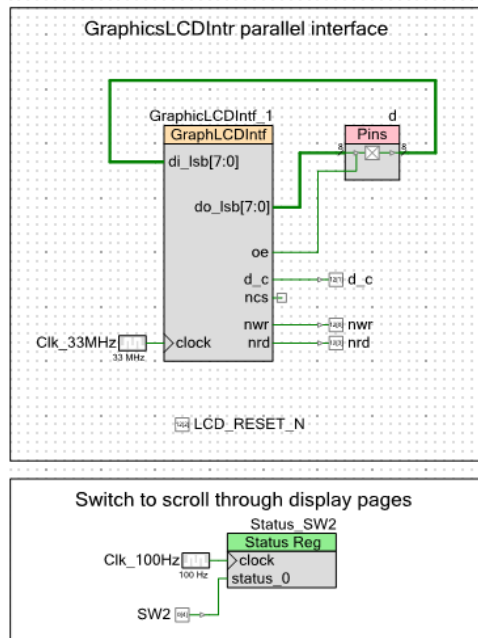 GraphicsLCDIntr parallel interface
GraphicLCDIntf_1
GraphLCDIntf
d
Pins
di_lsb[7:0]
8
8
do_lsb[7:0]
oe
d_c
d_c
ncs
nwr
nwr
Clk_33MHz
33 MHz
clock
nrd
nrd
LCD_RESET_N
Switch to scroll through display pages
Status_SW2
Status Reg
Clk_100Hz
100 Hz
clock
status_0
SW2